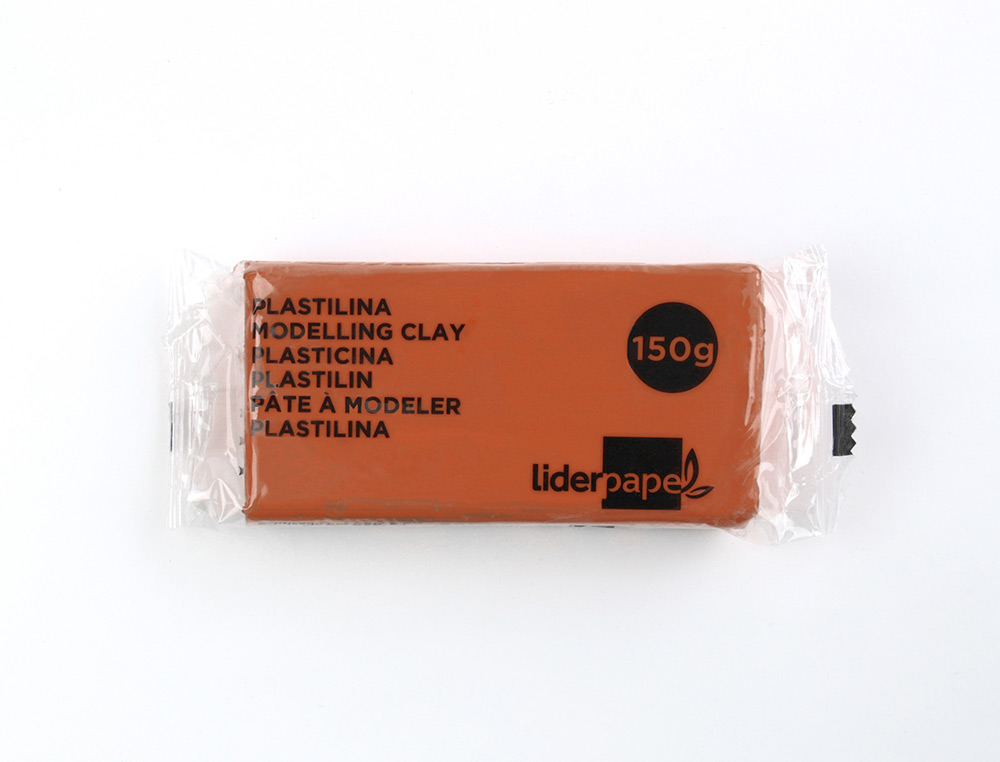 PLASTILINA
MODELLING CLAY
PLASTICINA
PLASTILIN
PÂTE À MODELER
PLASTILINA
150g
liderpapel